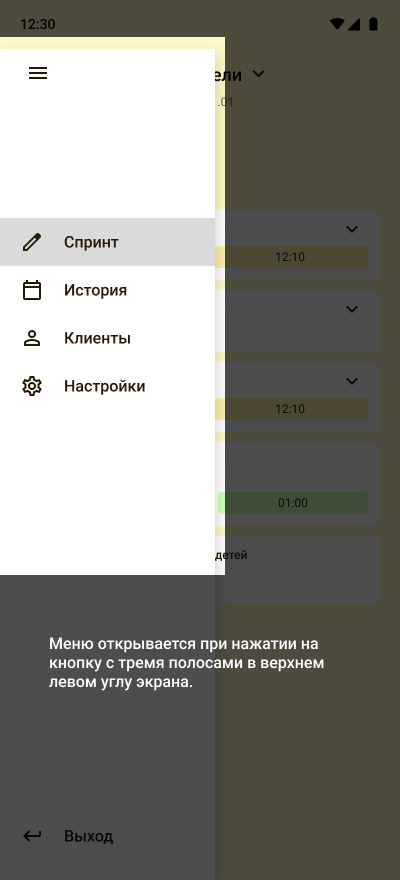 12:30
ели
.01
Спринт
12:10
История
Клиенты
Настройки
12:10
01:00
детей
Меню открывается при нажатии на
кнопку с тремя полосами в верхнем
левом углу экрана.
Выход